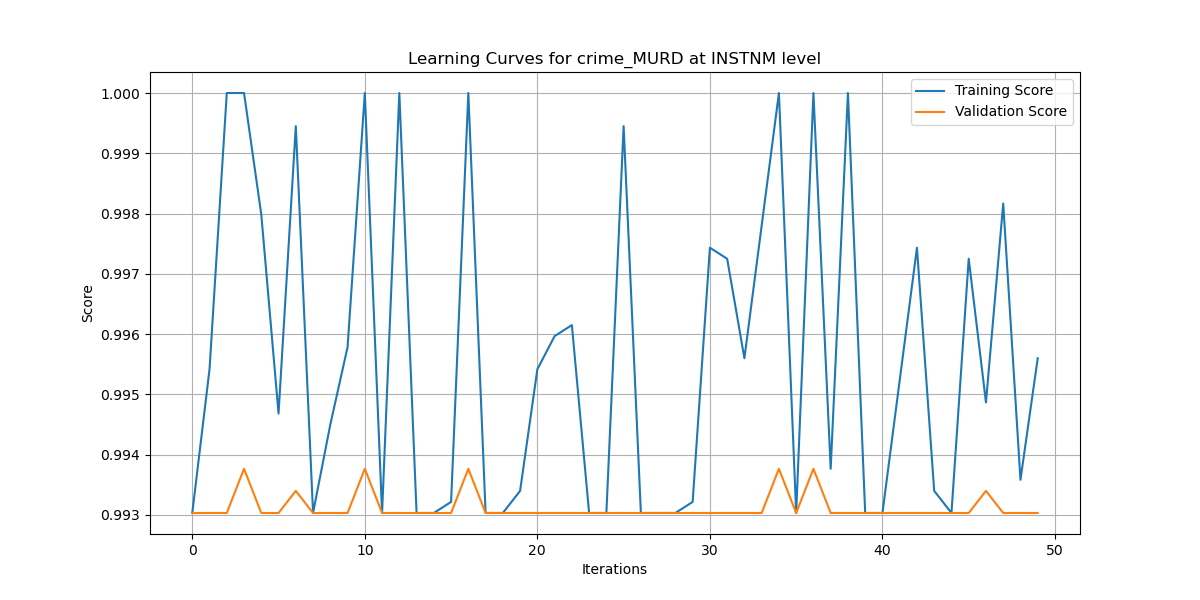 Learning Curves for crime_MURD at INSTNM level
Training Score
Validation Score
1.000
0.999
0.998
0.997
0.996
0.995
0.994
0.993
Score
0 10 20 30 40 50
Iterations